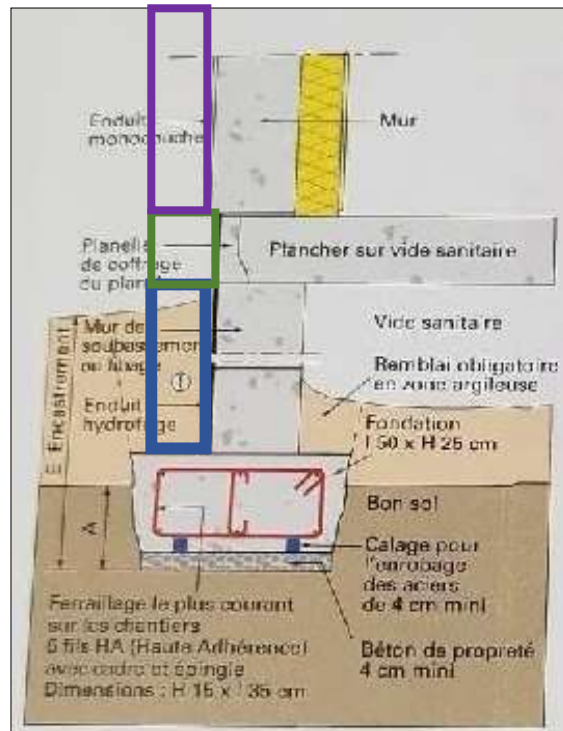 Enduit
monocouche
Mur
Planelle
de coffrage
du plan
Plancher sur vide sanitaire
Mur de
soubassement
ou libage
Vide sanitaire
Remblai obligatoire
en zone argileuse
Enduit
hydrofuge
①
E: Encastrement
Fondation
l 50 x H 25 cm
A
Bon sol
Calage pour
l'enrobage
des aciers
de 4 cm mini
Béton de propreté
4 cm mini
Ferraillage le plus courant
sur les chantiers
6 fils HA (Haute Adhérence)
avec cadre et épingle
Dimensions : H 15 x l 35 cm